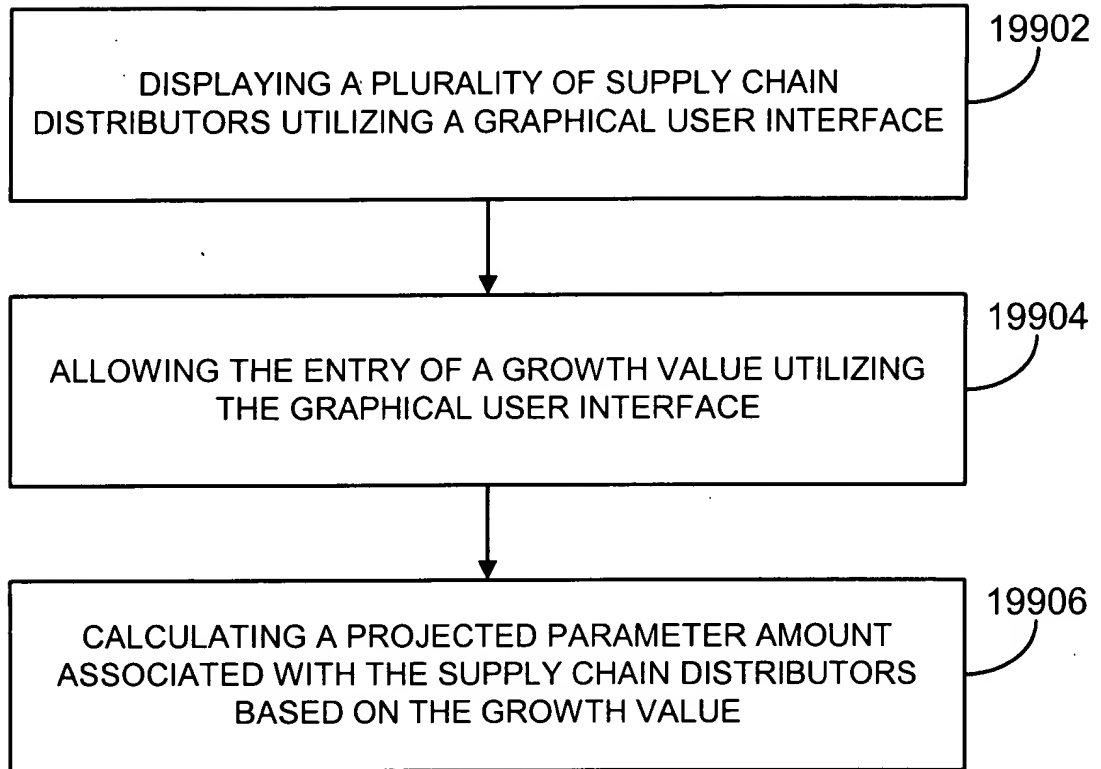 19902
DISPLAYING A PLURALITY OF SUPPLY CHAIN
DISTRIBUTORS UTILIZING A GRAPHICAL USER INTERFACE
19904
ALLOWING THE ENTRY OF A GROWTH VALUE UTILIZING
THE GRAPHICAL USER INTERFACE
19906
CALCULATING A PROJECTED PARAMETER AMOUNT
ASSOCIATED WITH THE SUPPLY CHAIN DISTRIBUTORS
BASED ON THE GROWTH VALUE